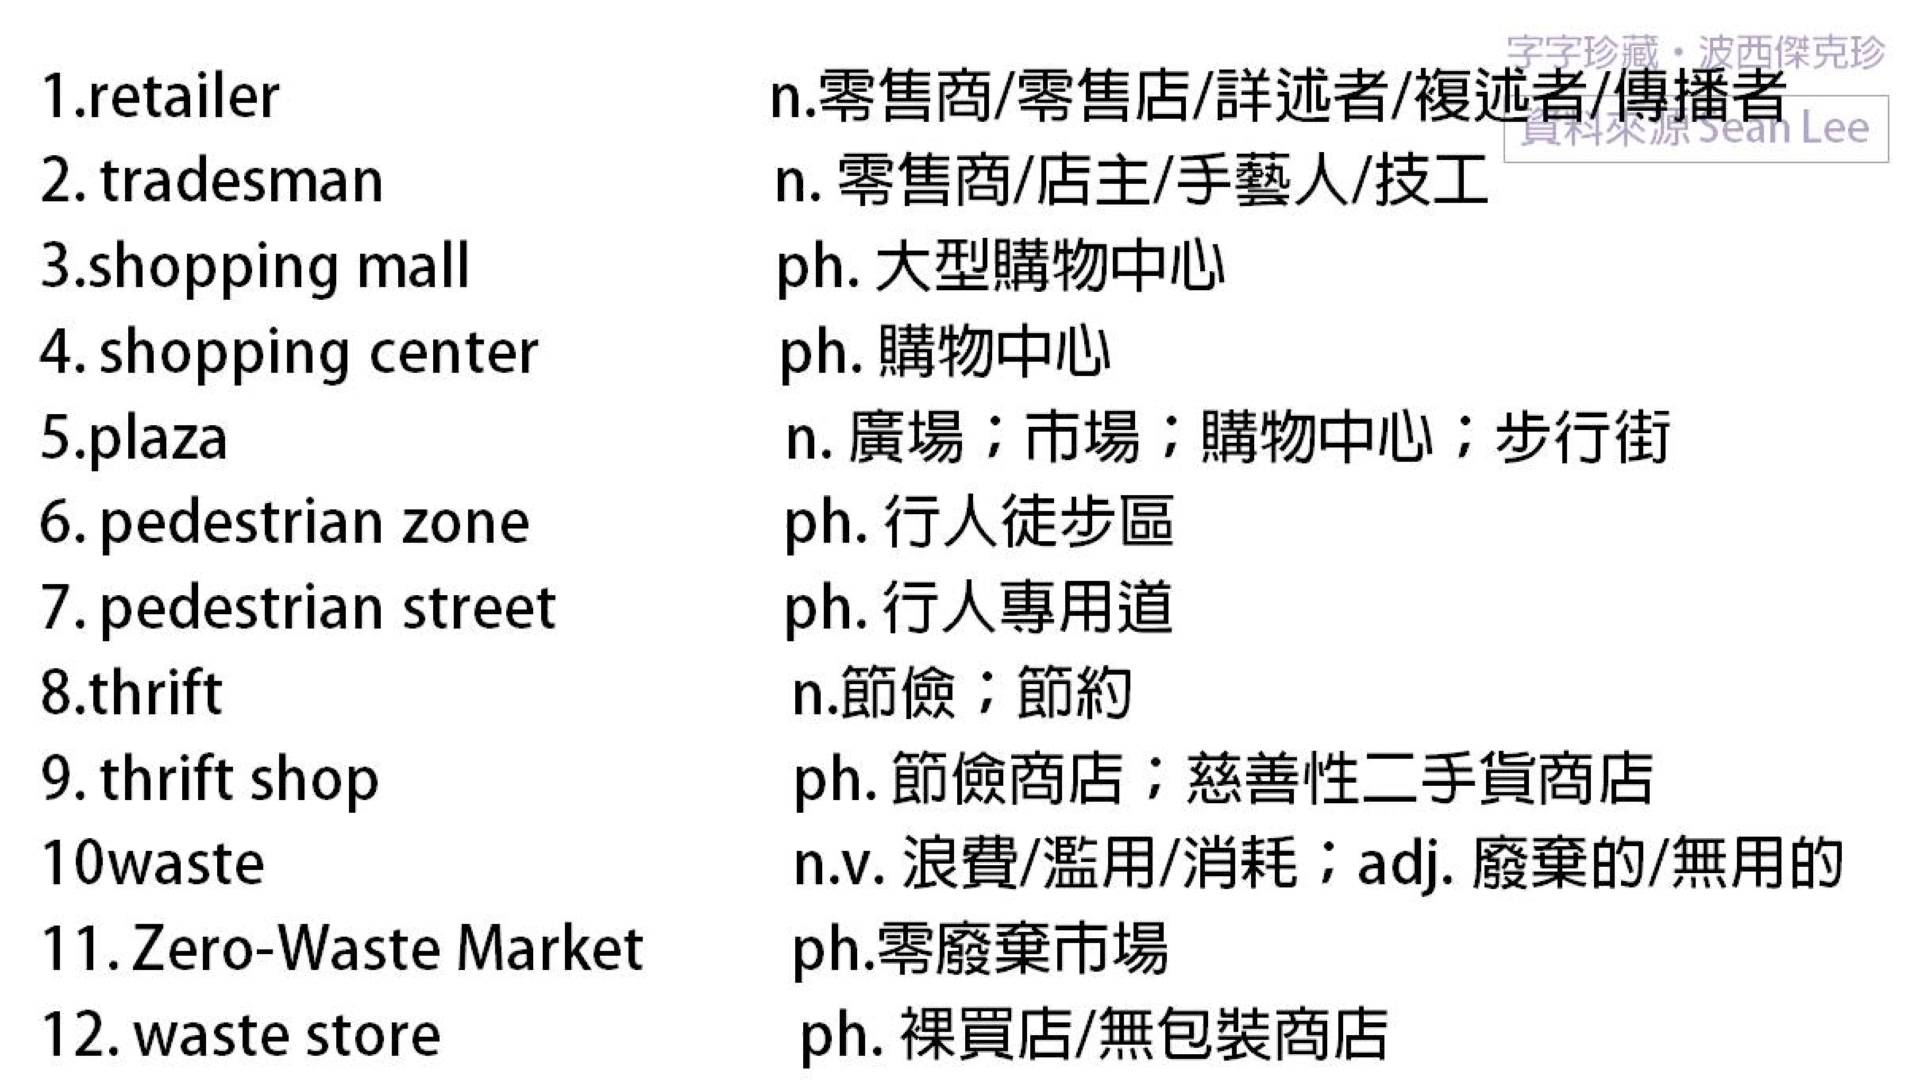 字字珍藏・波西傑克珍
資料來源 Sean Lee
1.retailer n.零售商/零售店/詳述者/複述者/傳播者
2. tradesman n. 零售商/店主/手藝人/技工
3.shopping mall ph. 大型購物中心
4. shopping center ph. 購物中心
5.plaza n. 廣場；市場；購物中心；步行街
6. pedestrian zone ph. 行人徒步區
7. pedestrian street ph. 行人專用道
8.thrift n.節儉；節約
9. thrift shop ph. 節儉商店；慈善性二手貨商店
10waste n.v. 浪費/濫用/消耗；adj. 廢棄的/無用的
11. Zero-Waste Market ph.零廢棄市場
12. waste store ph. 裸買店/無包裝商店